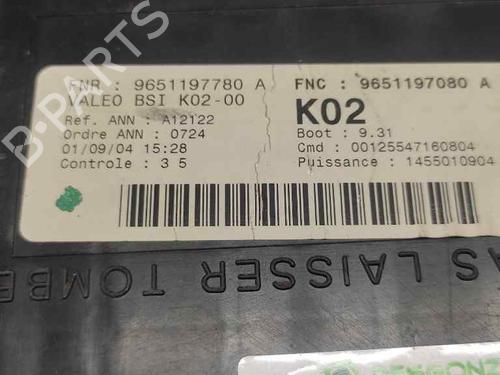 FNR : 9651197780 A
FNC : 9651197080 A
VALEO BSI K02-00
K02
Ref. ANN : A12122
Ordre ANN : 0724
Boot : 9.31
01/09/04 15:28
Cmd : 00125547160804
Controle : 3 5
Puissance : 1455010904
AS LAISSER TOMBE
B-PARTS